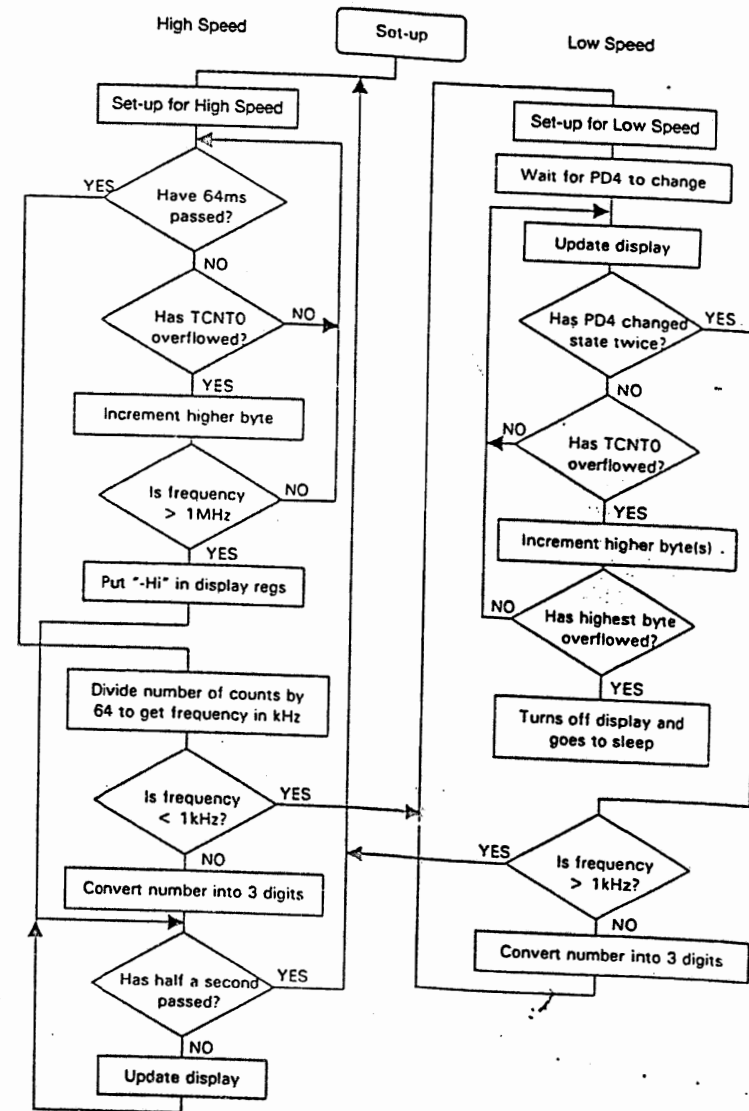 High Speed
Set-up
Low Speed
Set-up for High Speed
YES
Have 64ms
passed?
NO
Has TCNT0
overflowed?
NO
YES
Increment higher byte
Is frequency
> 1MHz
NO
YES
Put "-Hi" in display regs
Divide number of counts by
64 to get frequency in kHz
Is frequency
< 1kHz?
YES
NO
Convert number into 3 digits
Has half a second
passed?
YES
NO
Update display
Set-up for Low Speed
Wait for PD4 to change
Update display
Has PD4 changed
state twice?
YES
NO
NO
Has TCNT0
overflowed?
YES
Increment higher byte(s)
NO
Has highest byte
overflowed?
YES
Turns off display and
goes to sleep
YES
Is frequency
> 1kHz?
NO
Convert number into 3 digits